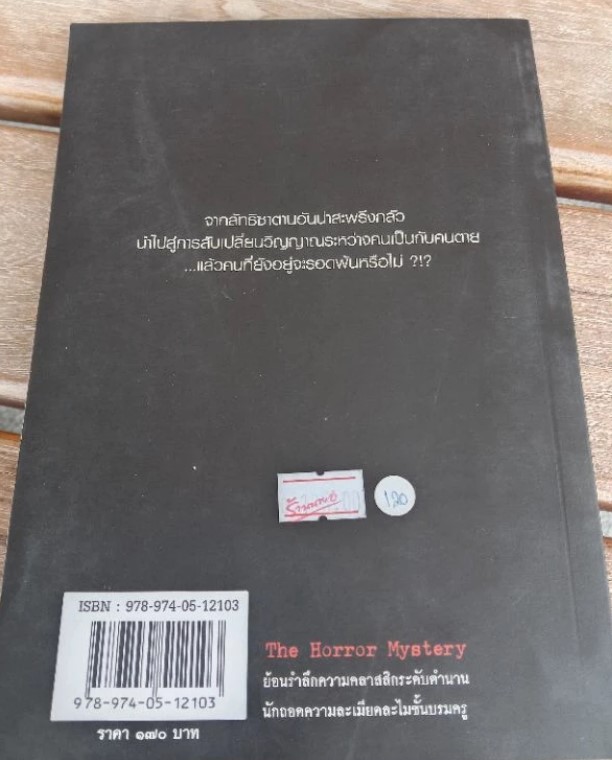 จากลัทธิซาตานอันน่าสะพรึงกลัว
นำไปสู่การสับเปลี่ยนวิญญาณระหว่างคนเป็นกับคนตาย
...แล้วคนที่ยังอยู่จะรอดพ้นหรือไม่ ?!?
120
ISBN : 978-974-05-12103
978-974-05-12103
ราคา ๑๗๐ บาท
The Horror Mystery
ย้อนรำลึกความคลาสสิกระดับตำนาน
นักถอดความละเมียดละไมชั้นบรมครู